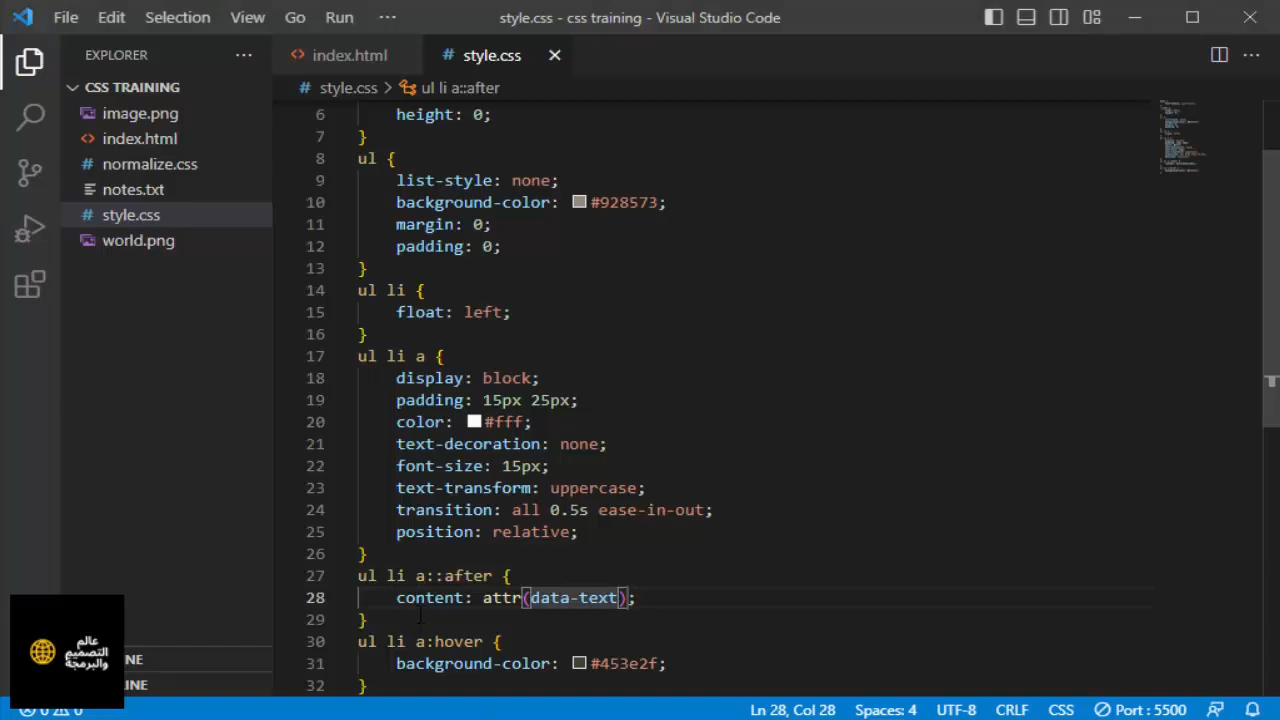 File Edit Selection View Go Run ··· style.css - css training - Visual Studio Code
EXPLORER ···
CSS TRAINING
image.png
index.html
normalize.css
notes.txt
style.css
world.png
NE
INE
عالم
التصميم
والبرمجة
index.html style.css
style.css > ul li a::after
6 height: 0;
7 }
8 ul {
9 list-style: none;
10 background-color: #928573;
11 margin: 0;
12 padding: 0;
13 }
14 ul li {
15 float: left;
16 }
17 ul li a {
18 display: block;
19 padding: 15px 25px;
20 color: #fff;
21 text-decoration: none;
22 font-size: 15px;
23 text-transform: uppercase;
24 transition: all 0.5s ease-in-out;
25 position: relative;
26 }
27 ul li a::after {
28 content: attr(data-text);
29 }
30 ul li a:hover {
31 background-color: #453e2f;
32 }
0 0 Ln 28, Col 28 Spaces: 4 UTF-8 CRLF CSS Port : 5500